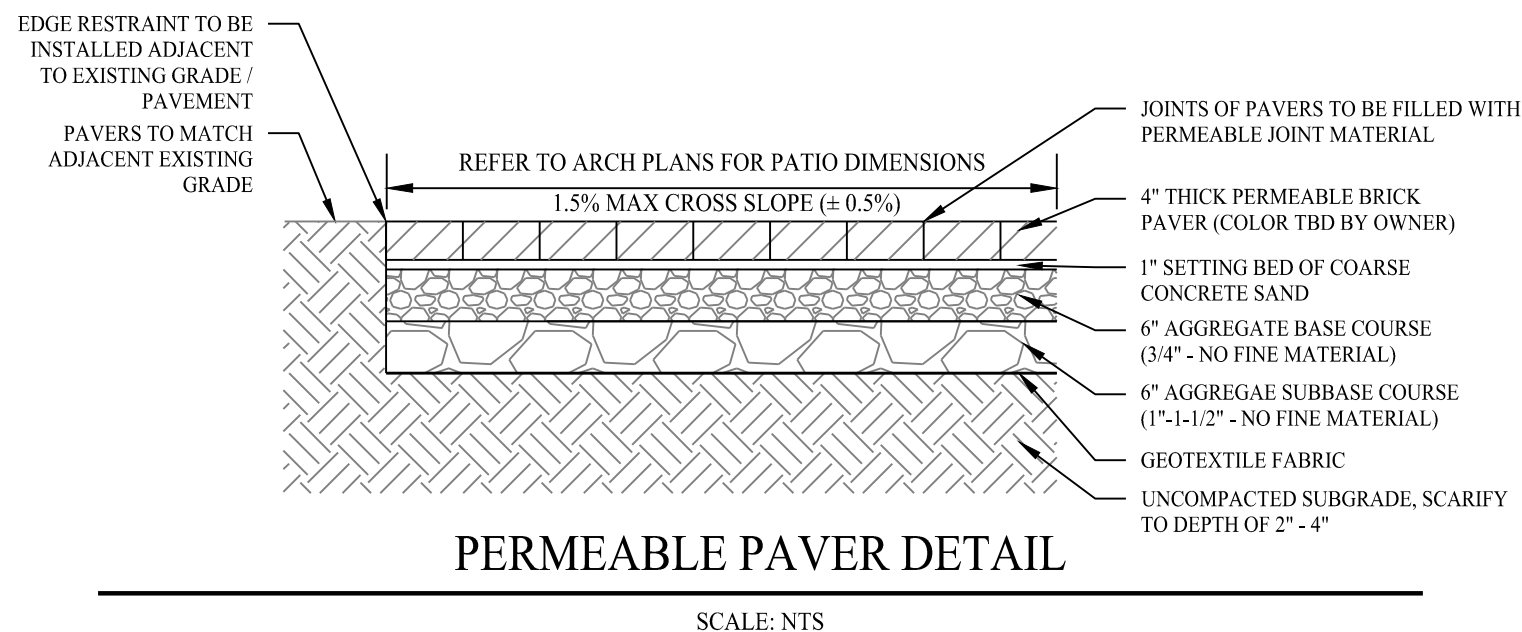 EDGE RESTRAINT TO BE
INSTALLED ADJACENT
TO EXISTING GRADE /
PAVEMENT
PAVERS TO MATCH
ADJACENT EXISTING
GRADE
REFER TO ARCH PLANS FOR PATIO DIMENSIONS
1.5% MAX CROSS SLOPE (± 0.5%)
JOINTS OF PAVERS TO BE FILLED WITH
PERMEABLE JOINT MATERIAL
4" THICK PERMEABLE BRICK
PAVER (COLOR TBD BY OWNER)
1" SETTING BED OF COARSE
CONCRETE SAND
6" AGGREGATE BASE COURSE
(3/4" - NO FINE MATERIAL)
6" AGGREGAE SUBBASE COURSE
(1"-1-1/2" - NO FINE MATERIAL)
GEOTEXTILE FABRIC
UNCOMPACTED SUBGRADE, SCARIFY
TO DEPTH OF 2" - 4"
PERMEABLE PAVER DETAIL
SCALE: NTS